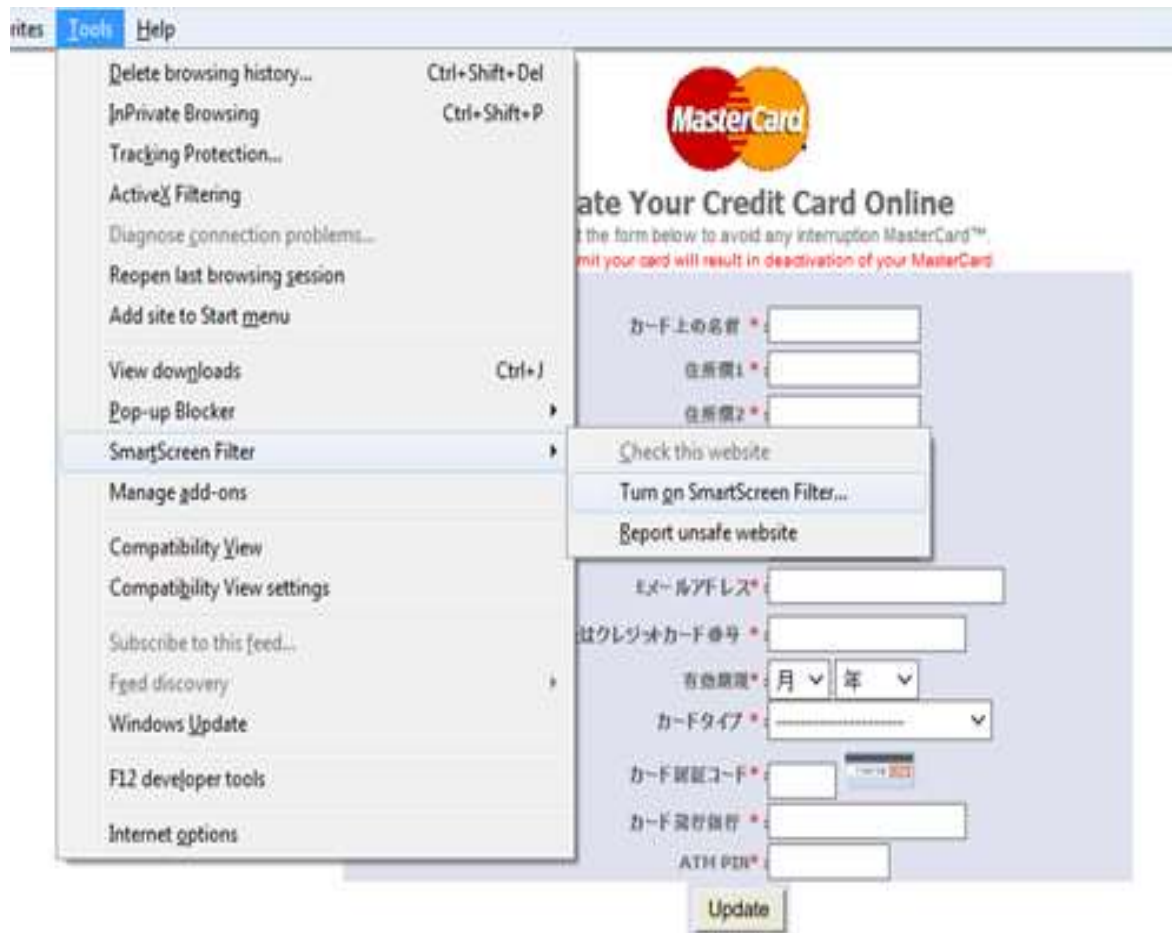 rites Tools Help
Delete browsing history... Ctrl+Shift+Del
InPrivate Browsing Ctrl+Shift+P
Tracking Protection...
ActiveX Filtering
Diagnose connection problems...
Reopen last browsing session
Add site to Start menu
View downloads Ctrl+J
Pop-up Blocker
SmartScreen Filter
Manage add-ons
Compatibility View
Compatibility View settings
Subscribe to this feed...
Feed discovery
Windows Update
F12 developer tools
Internet options
Check this website
Turn on SmartScreen Filter...
Report unsafe website
MasterCard
ate Your Credit Card Online
t the form below to avoid any interruption MasterCard™.
mit your card will result in deactivation of your MasterCard
カード上の名前 * :
住所欄1 * :
住所欄2 * :
Eメールアドレス* :
はクレジットカード番号 * :
有効期限* : 月 年
カードタイプ * : --------------------
カード認証コード* :
カード発行銀行 * :
ATM PIN* :
Update